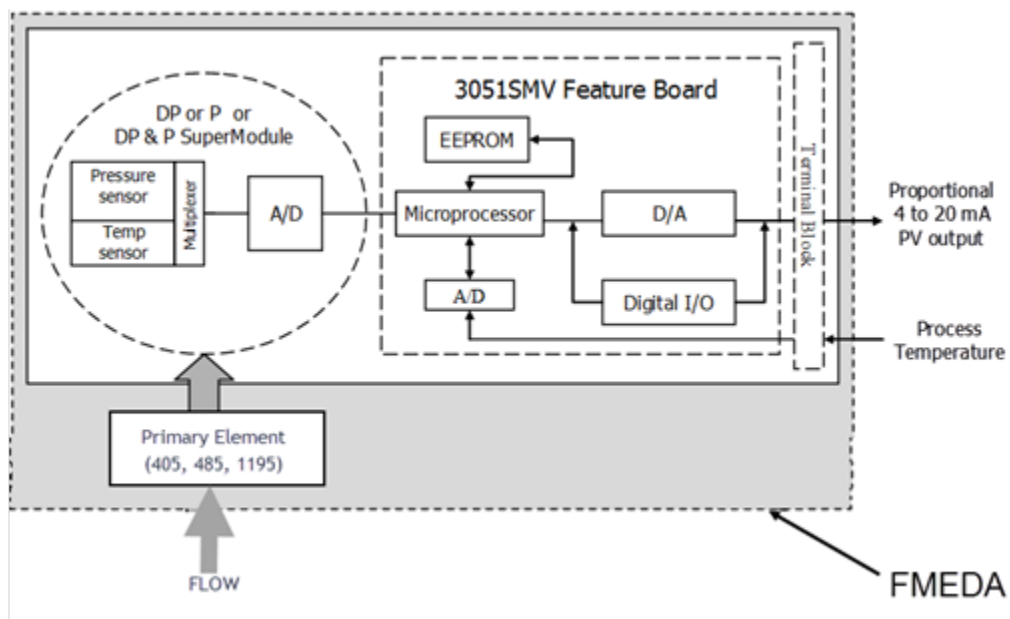 3051SMV Feature Board
DP or P or
DP & P SuperModule
EEPROM
Pressure
sensor
Temp
sensor
Multiplexer
A/D
Microprocessor
D/A
A/D
Digital I/O
Terminal Block
Proportional
4 to 20 mA
PV output
Process
Temperature
Primary Element
(405, 485, 1195)
FLOW
FMEDA